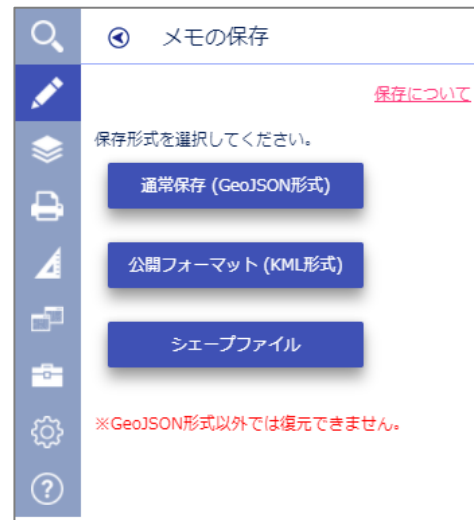 メモの保存
保存について
保存形式を選択してください。
通常保存 (GeoJSON形式)
公開フォーマット (KML形式)
シェープファイル
※GeoJSON形式以外では復元できません。